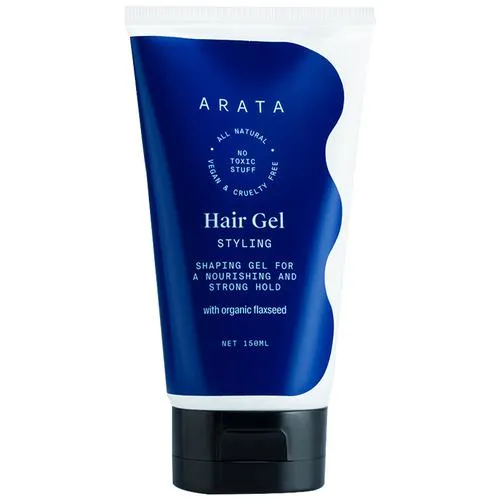 ARATA
ALL NATURAL
VEGAN & CRUELTY FREE
NO
TOXIC
STUFF
Hair Gel
STYLING
SHAPING GEL FOR
A NOURISHING AND
STRONG HOLD
with organic flaxseed
NET 150ML